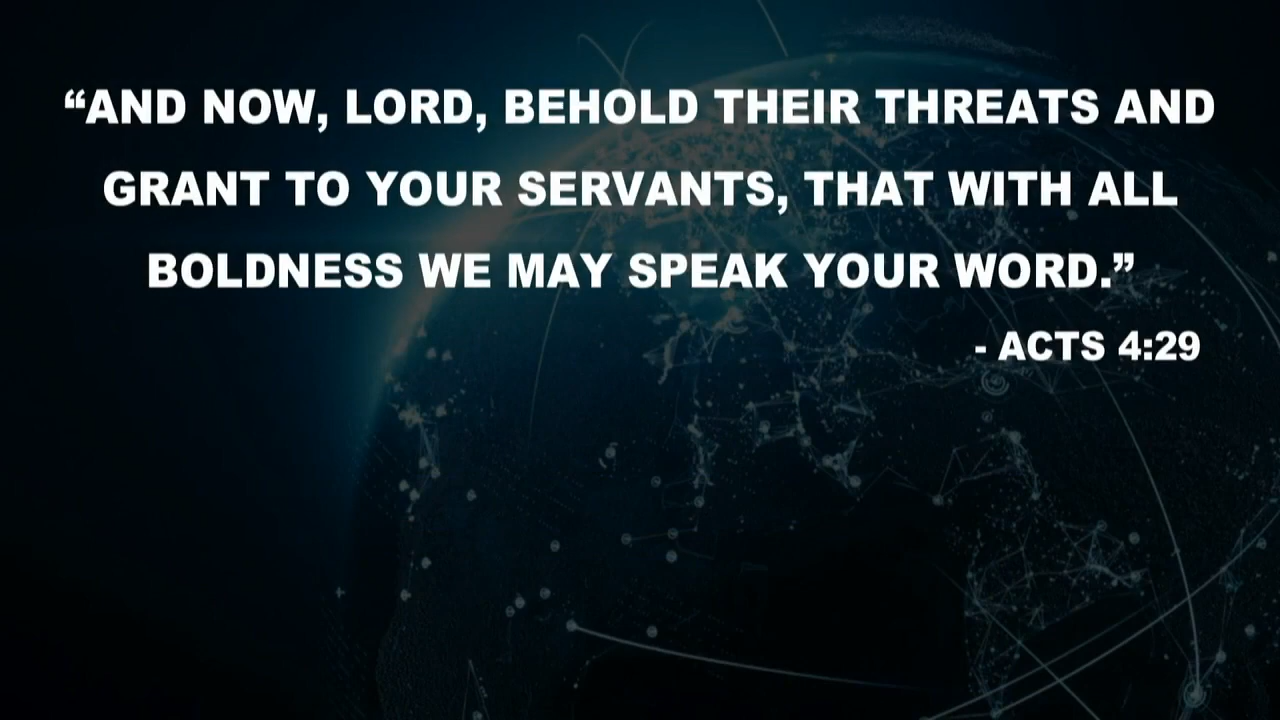 “AND NOW, LORD, BEHOLD THEIR THREATS AND
GRANT TO YOUR SERVANTS, THAT WITH ALL
BOLDNESS WE MAY SPEAK YOUR WORD.”
- ACTS 4:29